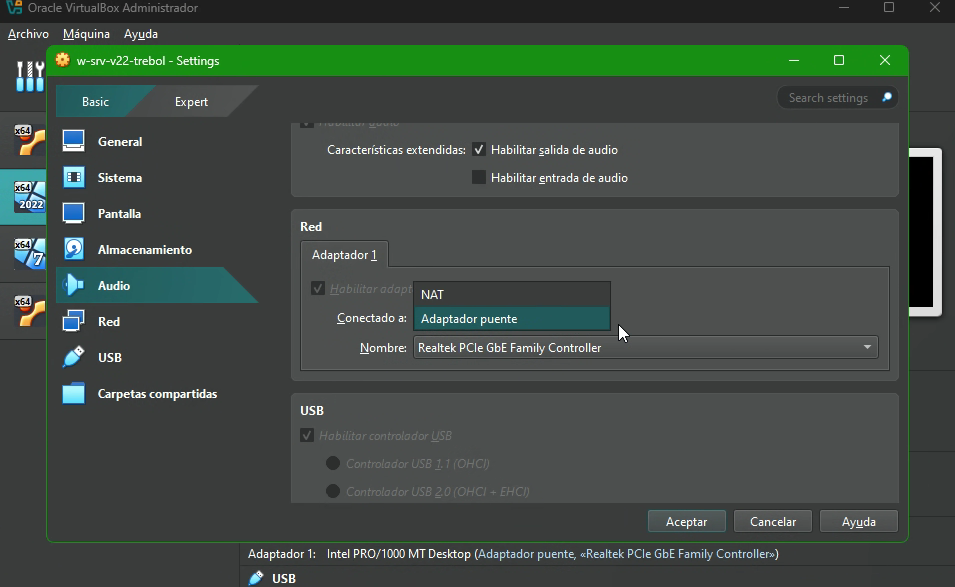 Oracle VirtualBox Administrador
Archivo Máquina Ayuda
w-srv-v22-trebol - Settings
Basic Expert
Search settings
Habilitar audio
x64
General
Características extendidas: Habilitar salida de audio
Sistema
Habilitar entrada de audio
x64
2022
Pantalla
Red
x64
7
Almacenamiento
Adaptador 1
Audio
Habilitar adapt
NAT
x64
Red
Conectado a:
Adaptador puente
Nombre: Realtek PCIe GbE Family Controller
USB
Carpetas compartidas
USB
Habilitar controlador USB
Controlador USB 1.1 (OHCI)
Controlador USB 2.0 (OHCI + EHCI)
Aceptar Cancelar Ayuda
Adaptador 1: Intel PRO/1000 MT Desktop (Adaptador puente, «Realtek PCIe GbE Family Controller»)
USB